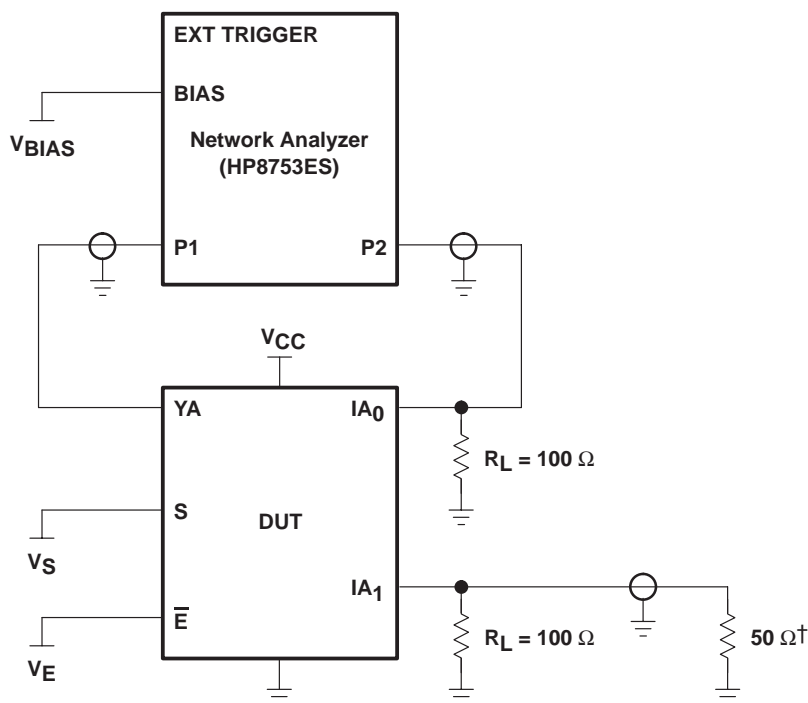 EXT TRIGGER
BIAS
VBIAS
Network Analyzer
(HP8753ES)
P1
P2
VCC
YA
IA0
RL = 100 Ω
S
DUT
VS
IA1
E̅
RL = 100 Ω
50 Ω†
VE